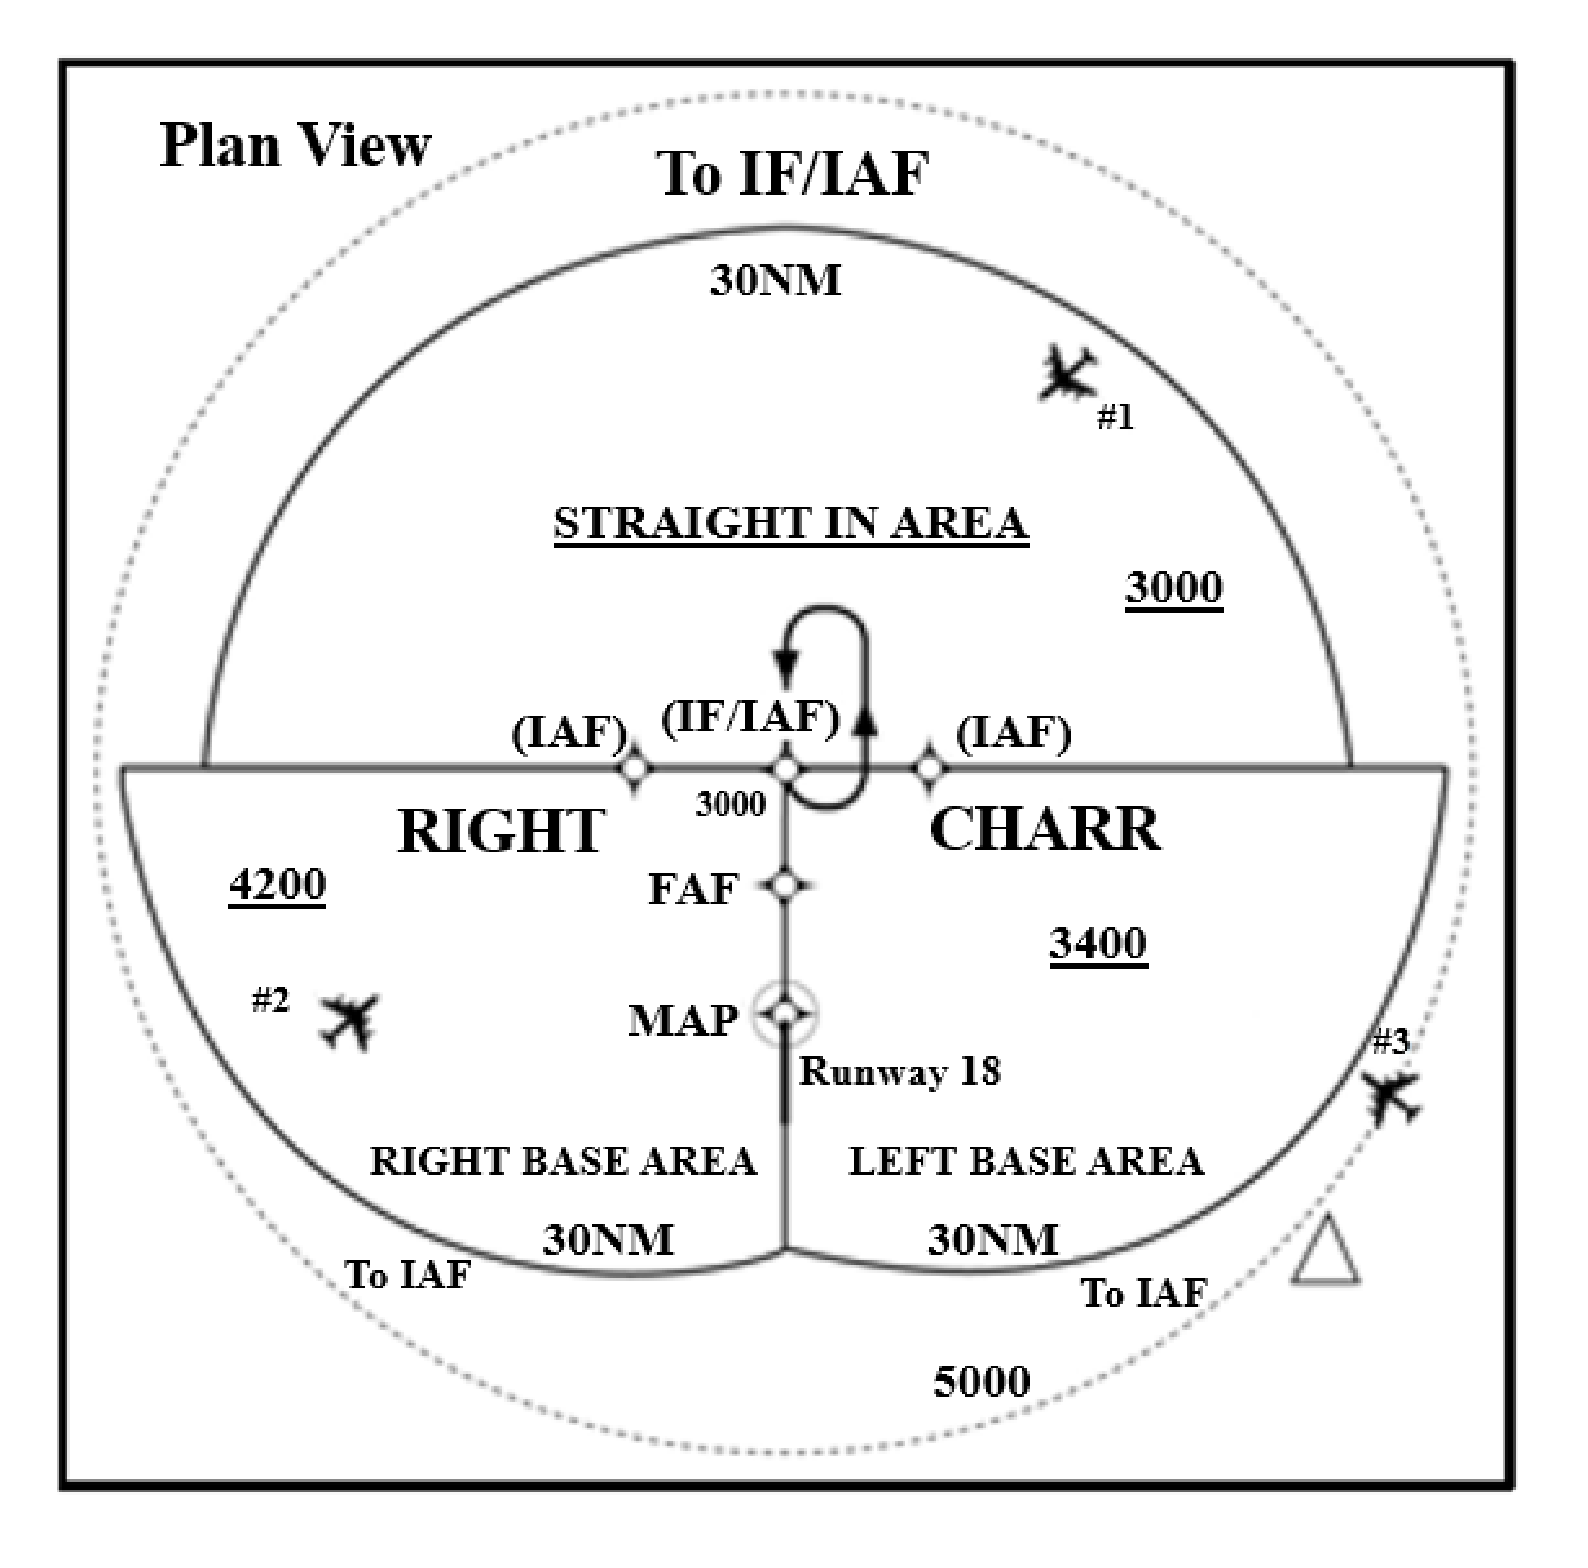 Plan View
To IF/IAF
30NM
#1
STRAIGHT IN AREA
3000
(IAF) (IF/IAF) (IAF)
3000
RIGHT CHARR
4200
FAF
3400
#2
MAP
#3
Runway 18
RIGHT BASE AREA LEFT BASE AREA
30NM 30NM
To IAF To IAF
5000